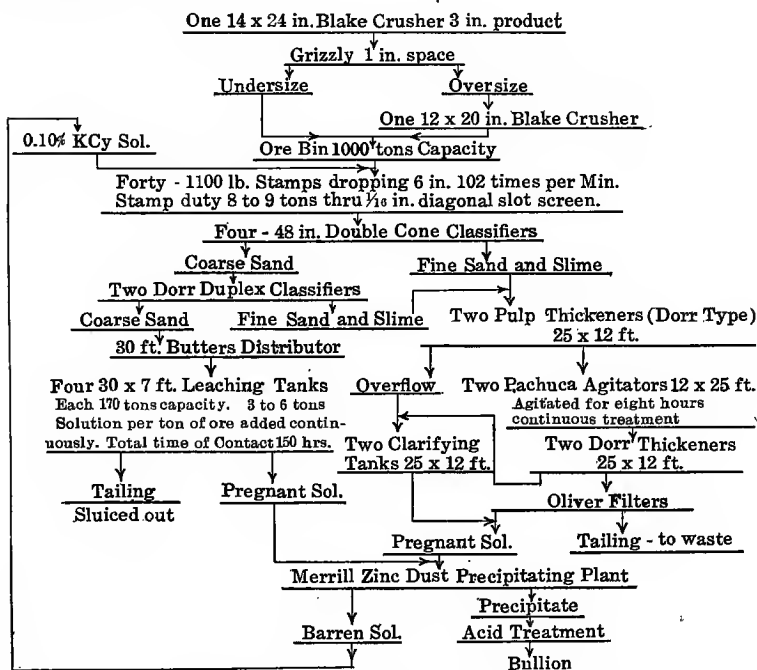 One 14 x 24 in. Blake Crusher 3 in. product
Grizzly 1 in. space
Undersize
Oversize
One 12 x 20 in. Blake Crusher
0.10% KCy Sol.
Ore Bin 1000 tons Capacity
Forty - 1100 lb. Stamps dropping 6 in. 102 times per Min.
Stamp duty 8 to 9 tons thru 1/16 in. diagonal slot screen.
Four - 48 in. Double Cone Classifiers
Coarse Sand
Fine Sand and Slime
Two Dorr Duplex Classifiers
Coarse Sand
Fine Sand and Slime
Two Pulp Thickeners (Dorr Type)
25 x 12 ft.
30 ft. Butters Distributor
Four 30 x 7 ft. Leaching Tanks
Each 170 tons capacity. 3 to 6 tons
Solution per ton of ore added contin-
uously. Total time of Contact 150 hrs.
Overflow
Two Pachuca Agitators 12 x 25 ft.
Agitated for eight hours
continuous treatment
Two Clarifying
Tanks 25 x 12 ft.
Two Dorr Thickeners
25 x 12 ft.
Tailing
Sluiced out
Pregnant Sol.
Oliver Filters
Pregnant Sol.
Tailing - to waste
Merrill Zinc Dust Precipitating Plant
Precipitate
Barren Sol.
Acid Treatment
Bullion